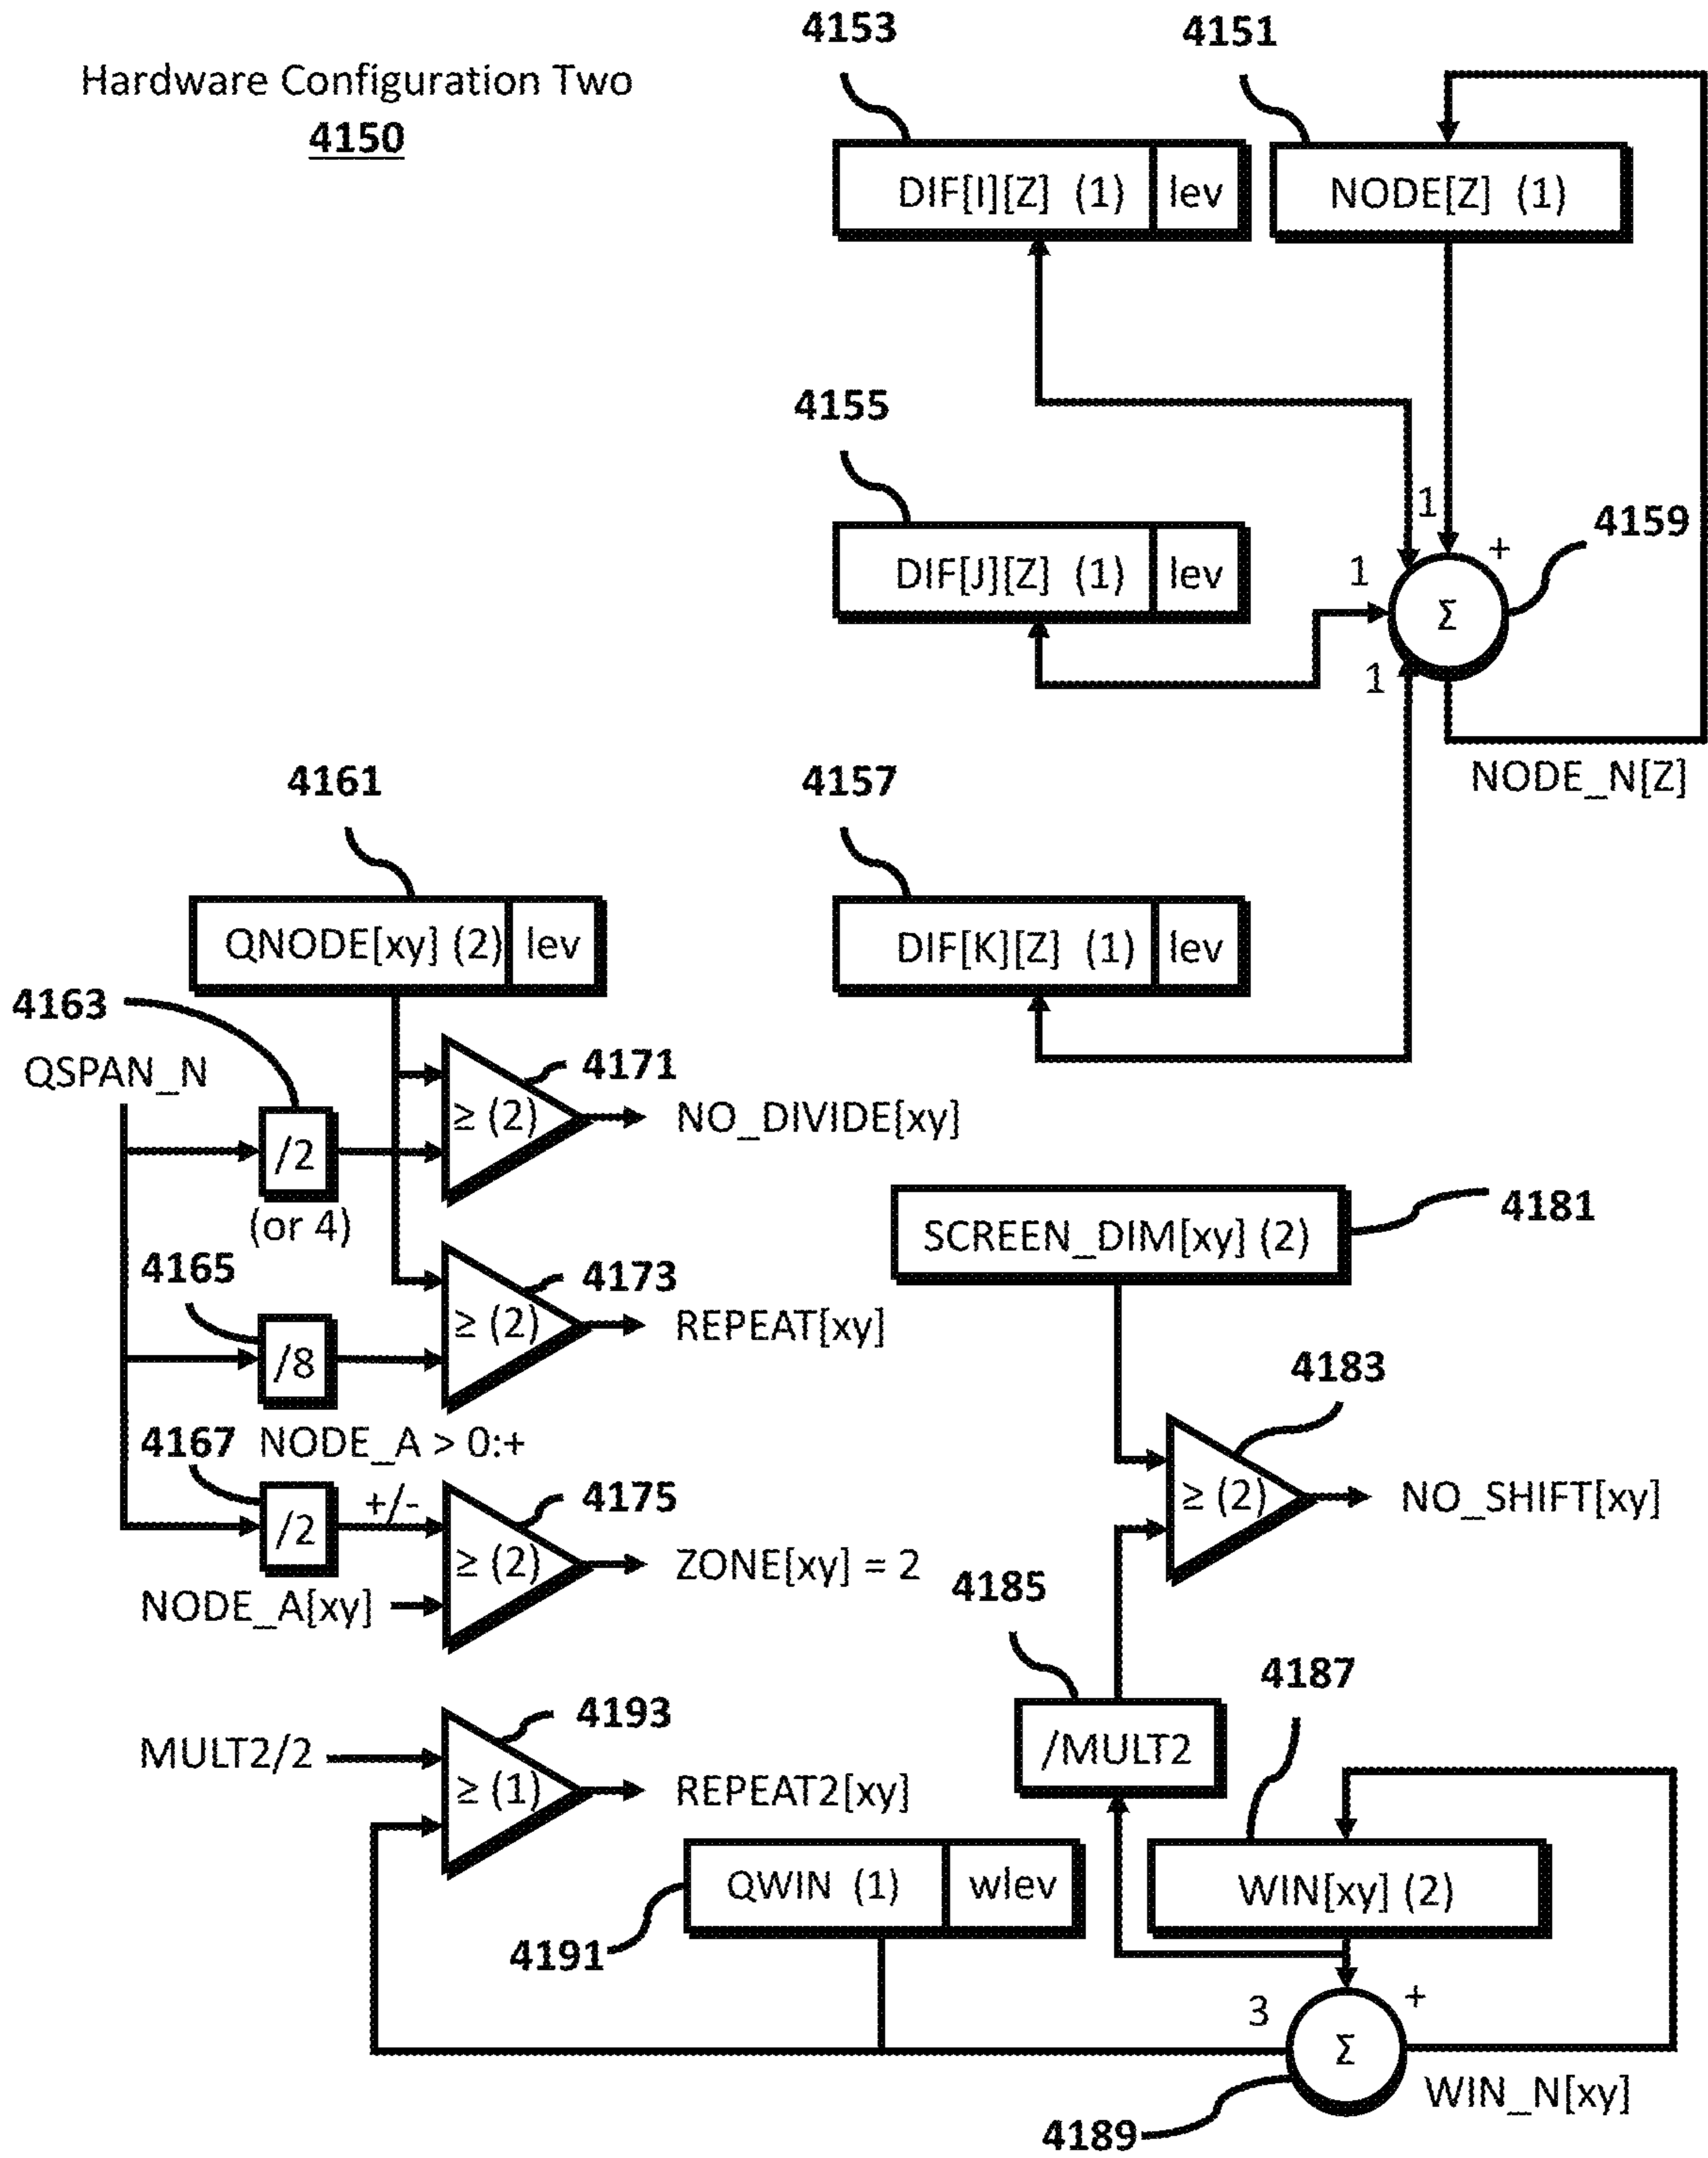 Hardware Configuration Two
4150
4153
4151
DIF[I][Z] (1) lev
NODE[Z] (1)
4155
1
+
4159
DIF[J][Z] (1) lev
1
Σ
1
NODE_N[Z]
4161
4157
QNODE[xy] (2) lev
DIF[K][Z] (1) lev
4163
QSPAN_N
4171
/2
≥ (2)
NO_DIVIDE[xy]
(or 4)
SCREEN_DIM[xy] (2)
4181
4165
4173
/8
≥ (2)
REPEAT[xy]
4183
4167 NODE_A > 0:+
+/-
4175
≥ (2)
NO_SHIFT[xy]
/2
≥ (2)
ZONE[xy] = 2
NODE_A[xy]
4185
4187
4193
MULT2/2
/MULT2
≥ (1)
REPEAT2[xy]
QWIN (1) wlev
WIN[xy] (2)
4191
3
+
Σ
WIN_N[xy]
4189